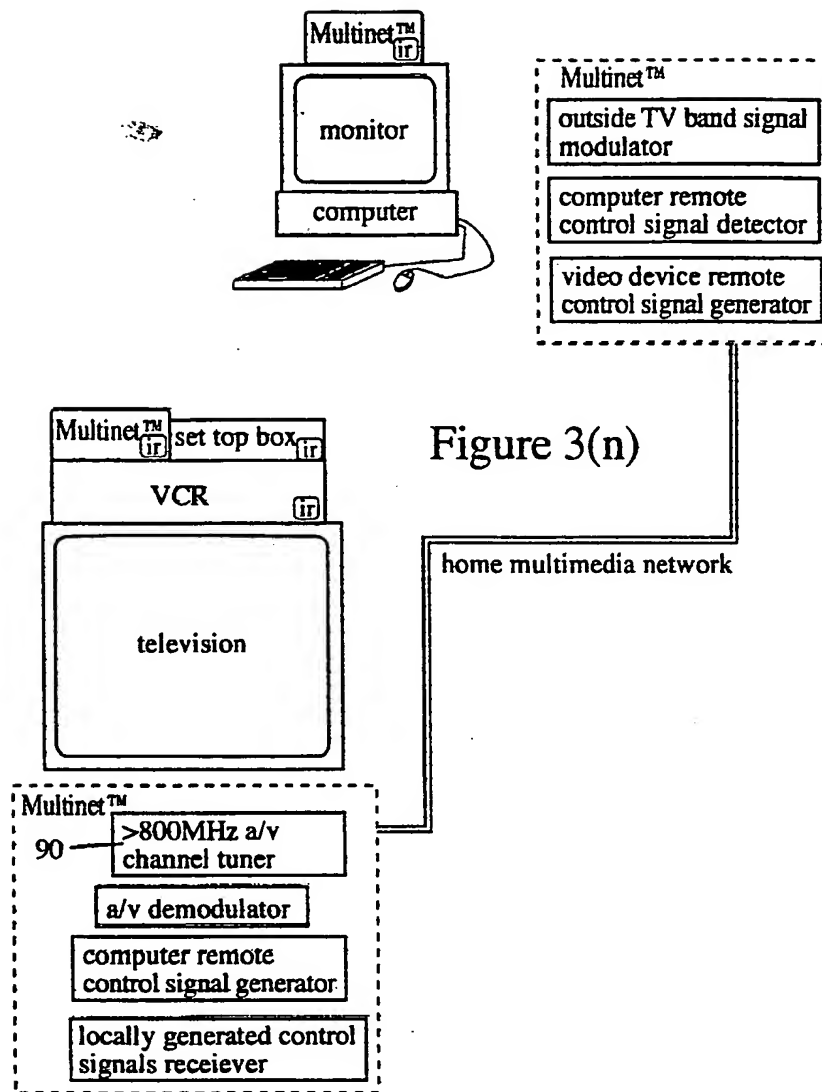 Multinet™
ir
monitor
computer
Multinet™
outside TV band signal
modulator
computer remote
control signal detector
video device remote
control signal generator
Figure 3(n)
home multimedia network
Multinet™
ir
set top box
ir
VCR
ir
television
Multinet™
90
>800MHz a/v
channel tuner
a/v demodulator
computer remote
control signal generator
locally generated control
signals receiever